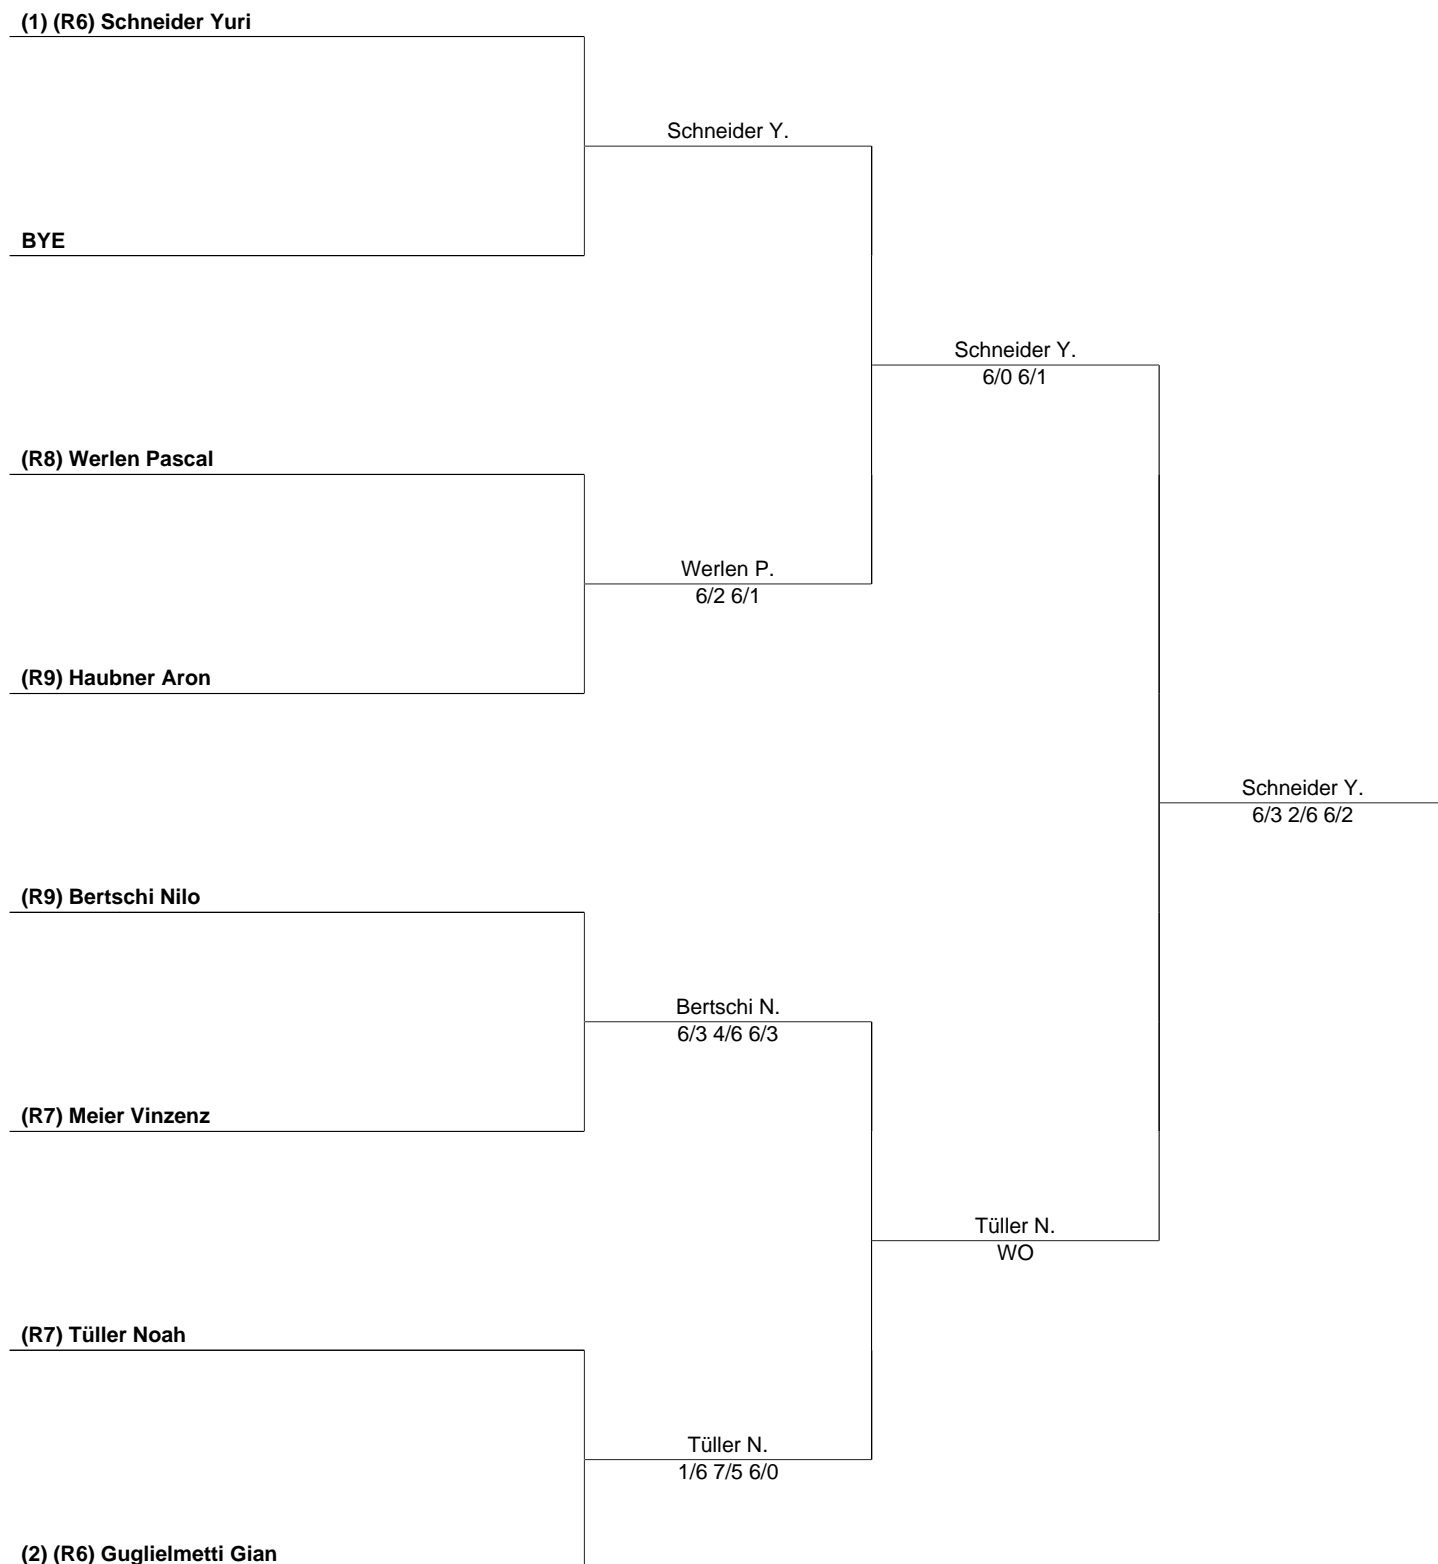 (1) (R6) Schneider Yuri
Schneider Y.
BYE
Schneider Y.
6/0 6/1
(R8) Werlen Pascal
Werlen P.
6/2 6/1
(R9) Haubner Aron
Schneider Y.
6/3 2/6 6/2
(R9) Bertschi Nilo
Bertschi N.
6/3 4/6 6/3
(R7) Meier Vinzenz
Tüller N.
WO
(R7) Tüller Noah
Tüller N.
1/6 7/5 6/0
(2) (R6) Guglielmetti Gian